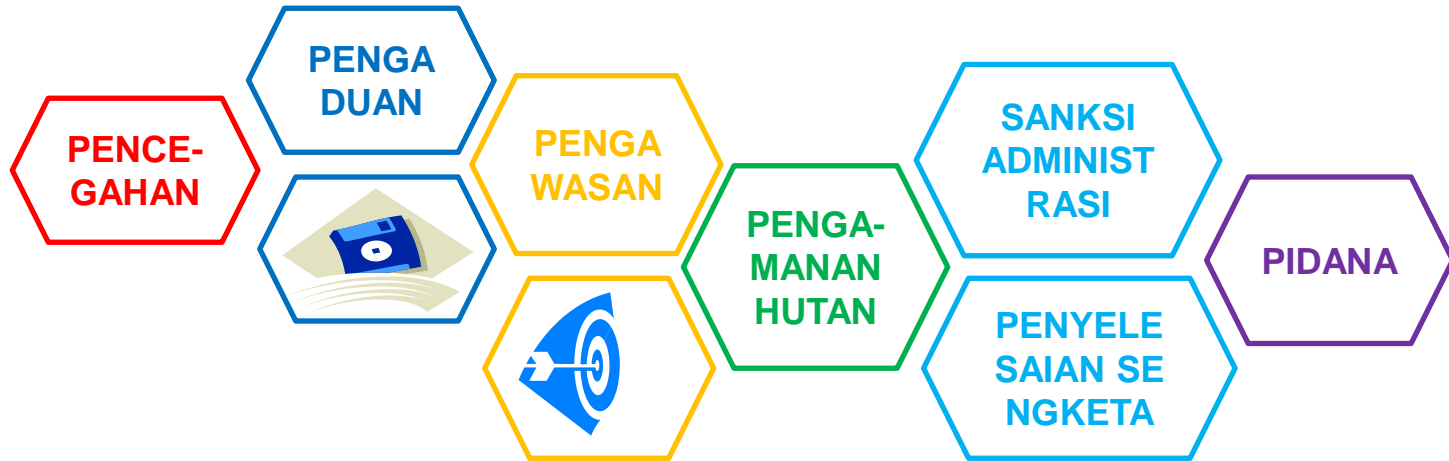 PENCE-
GAHAN
PENGA
DUAN
PENGA
WASAN
PENGA-
MANAN
HUTAN
SANKSI
ADMINIST
RASI
PENYELE
SAIAN SE
NGKETA
PIDANA